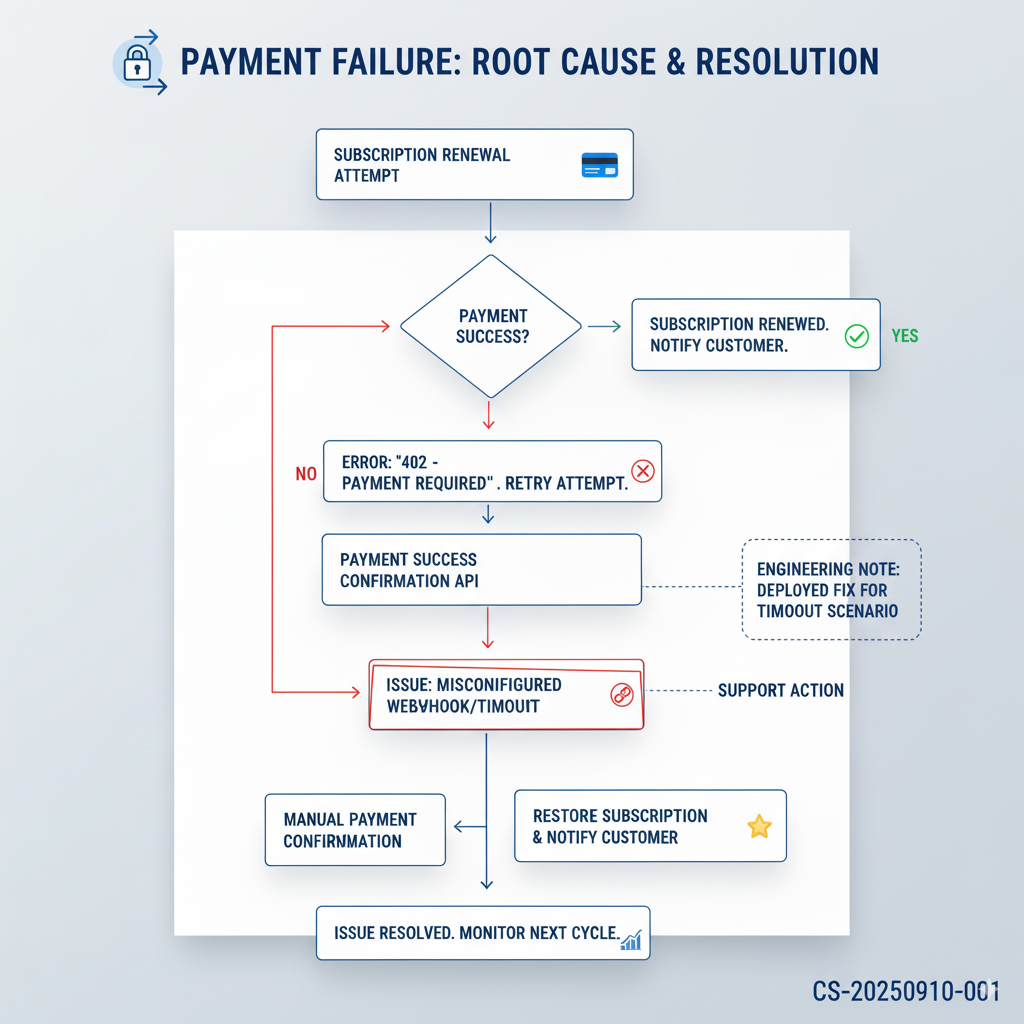 PAYMENT FAILURE: ROOT CAUSE & RESOLUTION
SUBSCRIPTION RENEWAL
ATTEMPT
PAYMENT
SUCCESS?
SUBSCRIPTION RENEWED.
NOTIFY CUSTOMER.
YES
NO
ERROR: "402 -
PAYMENT REQUIRED" . RETRY ATTEMPT.
PAYMENT SUCCESS
CONFIRMATION API
ENGINEERING NOTE:
DEPLOYED FIX FOR
TIMOOUT SCENARIO
ISSUE: MISCONIFIGURED
WEBVHOOK/TIMOUIT
SUPPORT ACTION
MANUAL PAYMENT
CONFIRNMATION
RESTORE SUBSCRIPTION
& NOTIFY CUSTOMER
ISSUE RESOLVED. MONITOR NEXT CYCLE.
CS-20250910-001